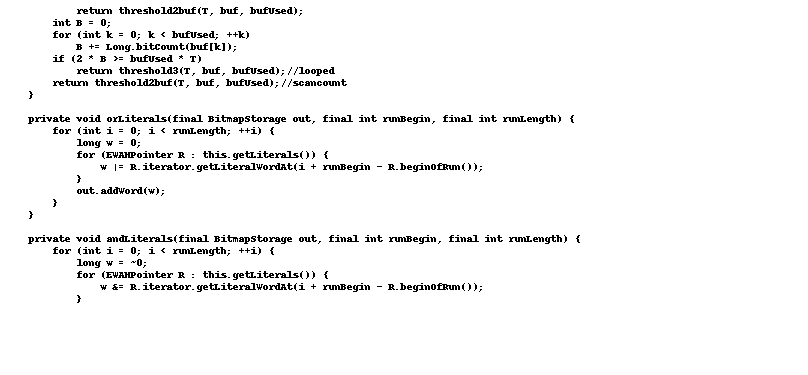 return threshold2buf(T, buf, bufUsed);
int B = 0;
for (int k = 0; k < bufUsed; ++k)
B += Long.bitCount(buf[k]);
if (2 * B >= bufUsed * T)
return threshold3(T, buf, bufUsed);//looped
return threshold2buf(T, buf, bufUsed);//scancount
}
private void orLiterals(final BitmapStorage out, final int runBegin, final int runLength) {
for (int i = 0; i < runLength; ++i) {
long w = 0;
for (EWAHPointer R : this.getLiterals()) {
w |= R.iterator.getLiteralWordAt(i + runBegin - R.beginOfRun());
}
out.addWord(w);
}
}
private void andLiterals(final BitmapStorage out, final int runBegin, final int runLength) {
for (int i = 0; i < runLength; ++i) {
long w = ~0;
for (EWAHPointer R : this.getLiterals()) {
w &= R.iterator.getLiteralWordAt(i + runBegin - R.beginOfRun());
}